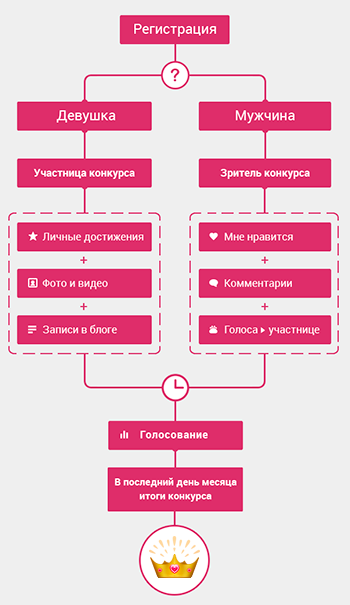 Регистрация
?
Девушка
Мужчина
Участница конкурса
Зритель конкурса
Личные достижения
+
Фото и видео
+
Записи в блоге
Мне нравится
+
Комментарии
+
Голоса ▸ участнице
Голосование
В последний день месяца
итоги конкурса